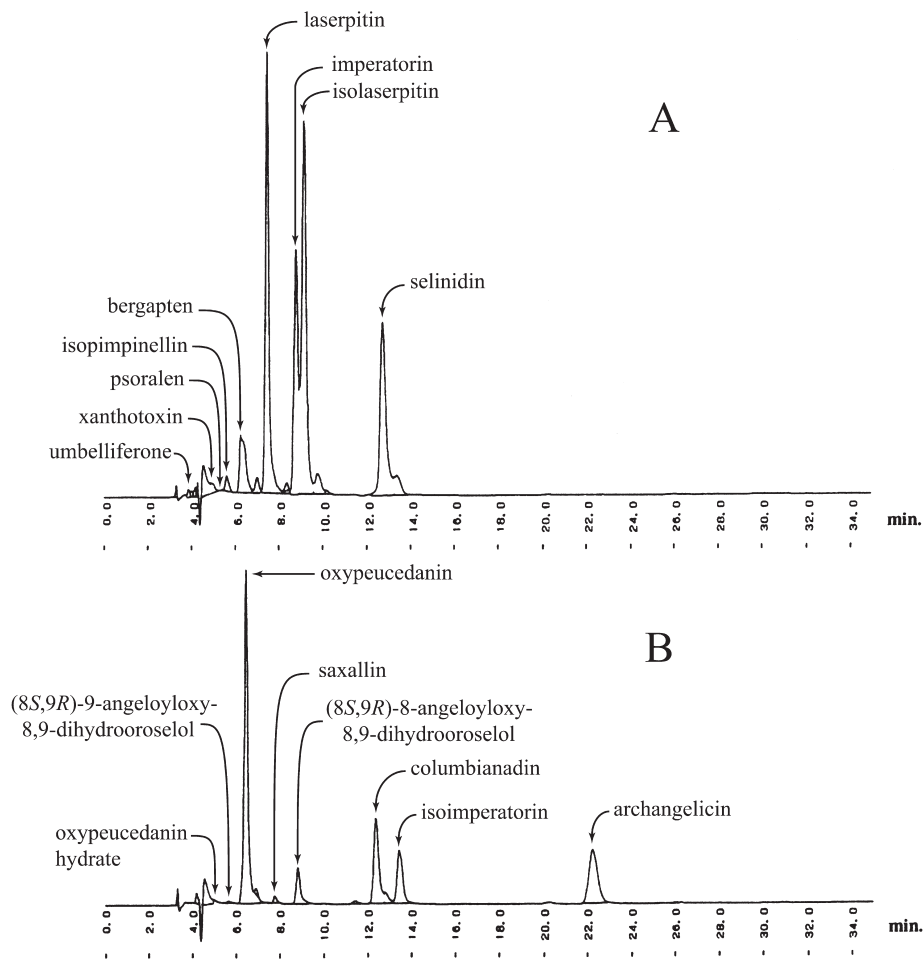 laserpitin
imperatorin
isolaserpitin
A
selinidin
bergapten
isopimpinellin
psoralen
xanthotoxin
umbelliferone
0.0 2.0 4.0 6.0 8.0 10.0 12.0 14.0 16.0 18.0 20.0 22.0 24.0 26.0 28.0 30.0 32.0 34.0 min.
oxypeucedanin
B
saxallin
(8S,9R)-9-angeloyloxy-
8,9-dihydrooroselol
(8S,9R)-8-angeloyloxy-
8,9-dihydrooroselol
columbianadin
isoimperatorin
archangelicin
oxypeucedanin
hydrate
0.0 2.0 4.0 6.0 8.0 10.0 12.0 14.0 16.0 18.0 20.0 22.0 24.0 26.0 28.0 30.0 32.0 34.0 min.